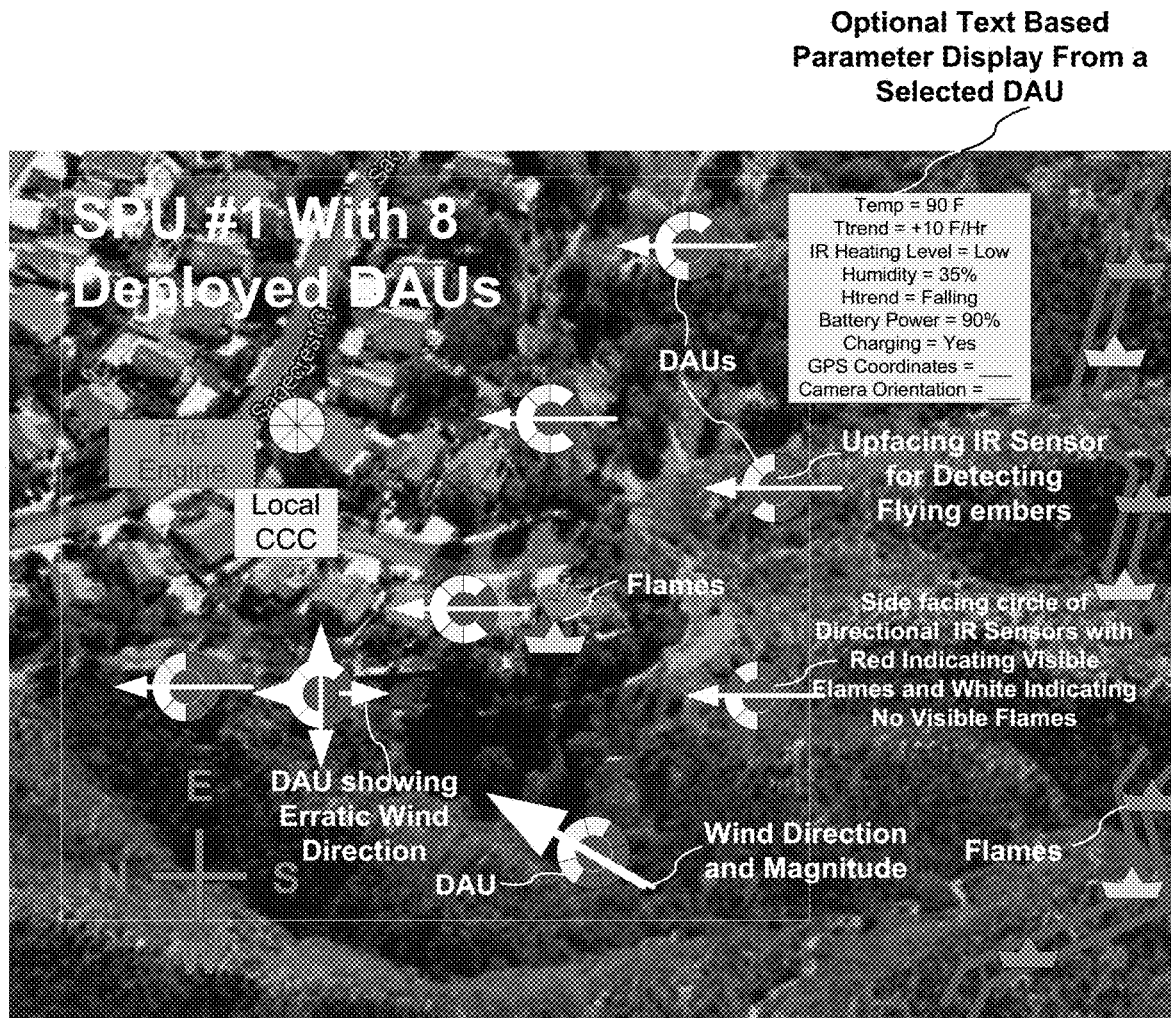 Optional Text Based
Parameter Display From a
Selected DAU
SPU #1 With 8
Deployed DAUs
Temp = 90 F
Ttrend = +10 F/Hr
IR Heating Level = Low
Humidity = 35%
Htrend = Falling
Battery Power = 90%
Charging = Yes
GPS Coordinates = ___
Camera Orientation = ___
DAUs
Engine
Local
CCC
Upfacing IR Sensor
for Detecting
Flying embers
Flames
Side facing circle of
Directional IR Sensors with
Red Indicating Visible
Flames and White Indicating
No Visible Flames
E
S
DAU showing
Erratic Wind
Direction
DAU
Wind Direction
and Magnitude
Flames